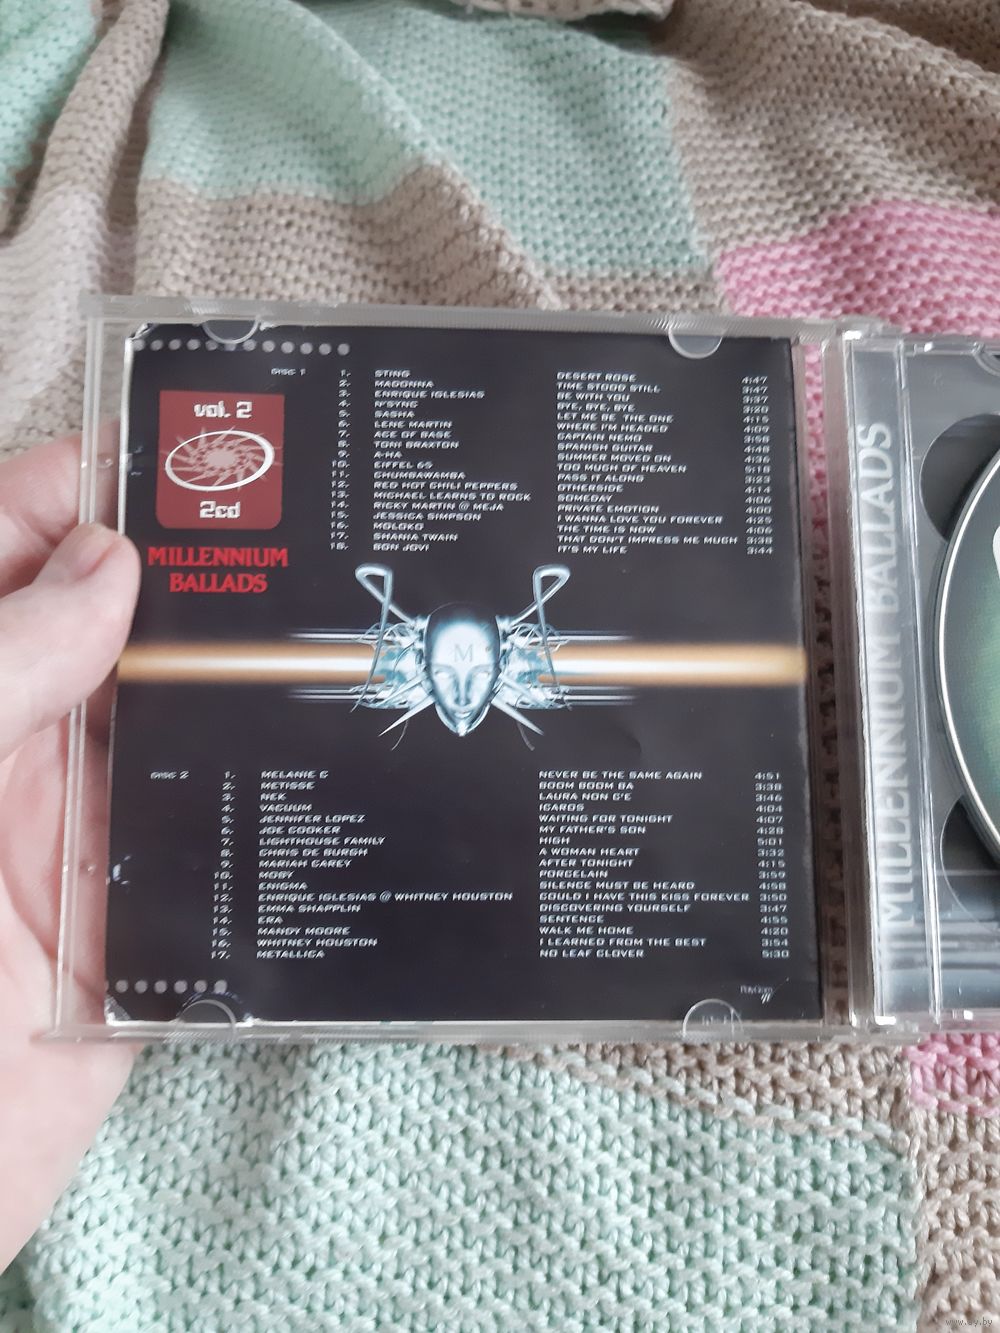 DISC 1
vol. 2
2cd
MILLENNIUM
BALLADS
1. STING DESERT ROSE 4:47
2. MADONNA TIME STOOD STILL 3:47
3. ENRIQUE IGLESIAS BE WITH YOU 3:37
4. N'SYNC BYE, BYE, BYE 3:20
5. SASHA LET ME BE THE ONE 4:15
6. LENE MARTIN WHERE I'M HEADED 4:09
7. ACE OF BASE CAPTAIN NEMO 3:58
8. TONI BRAXTON SPANISH GUITAR 4:48
9. A-HA SUMMER MOVED ON 4:36
10. EIFFEL 65 TOO MUCH OF HEAVEN 5:18
11. CHUMBAWAMBA PASS IT ALONG 3:23
12. RED HOT CHILI PEPPERS OTHERSIDE 4:14
13. MICHAEL LEARNS TO ROCK SOMEDAY 4:06
14. RICKY MARTIN @ MEJA PRIVATE EMOTION 4:00
15. JESSICA SIMPSON I WANNA LOVE YOU FOREVER 4:25
16. MOLOKO THE TIME IS NOW 4:06
17. SHANIA TWAIN THAT DON'T IMPRESS ME MUCH 3:38
18. BON JOVI IT'S MY LIFE 3:44
M
DISC 2
1. MELANIE C NEVER BE THE SAME AGAIN 4:51
2. METISSE BOOM BOOM BA 3:38
3. NEK LAURA NON C'E 3:46
4. VACUUM ICAROS 4:04
5. JENNIFER LOPEZ WAITING FOR TONIGHT 4:07
6. JOE COOKER MY FATHER'S SON 4:28
7. LIGHTHOUSE FAMILY HIGH 5:01
8. CHRIS DE BURGH A WOMAN HEART 3:32
9. MARIAH CAREY AFTER TONIGHT 4:15
10. MOBY PORCELAIN 3:59
11. ENIGMA SILENCE MUST BE HEARD 4:58
12. ENRIQUE IGLESIAS @ WHITNEY HOUSTON COULD I HAVE THIS KISS FOREVER 3:50
13. EMMA SHAPPLIN DISCOVERING YOURSELF 3:47
14. ERA SENTENCE 4:55
15. MANDY MOORE WALK ME HOME 4:20
16. WHITNEY HOUSTON I LEARNED FROM THE BEST 3:54
17. METALLICA NO LEAF CLOVER 5:30
PolyGram
MILLENNIUM BALLADS
www.ay.by